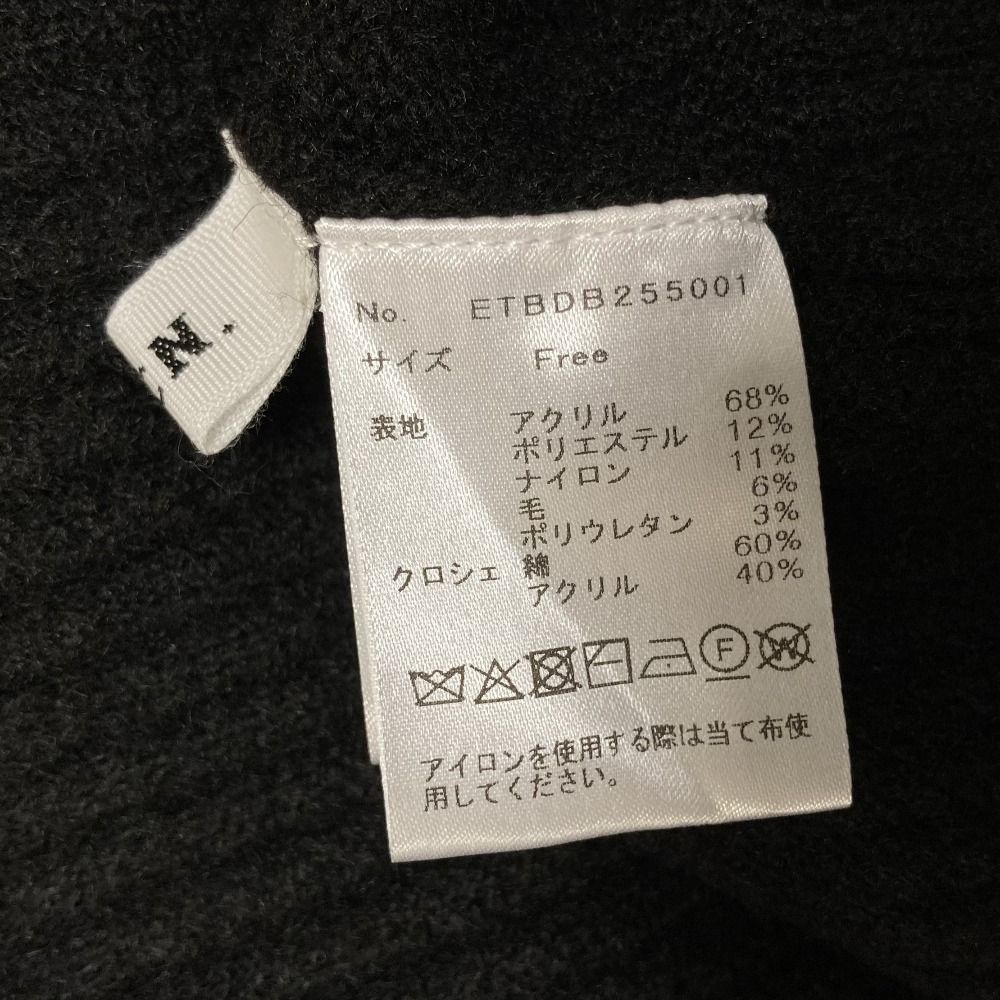 N.
No. ETBDB255001
サイズ Free
表地 アクリル 68%
ポリエステル 12%
ナイロン 11%
毛 6%
ポリウレタン 3%
クロシェ 綿 60%
アクリル 40%
F W
アイロンを使用する際は当て布使
用してください。